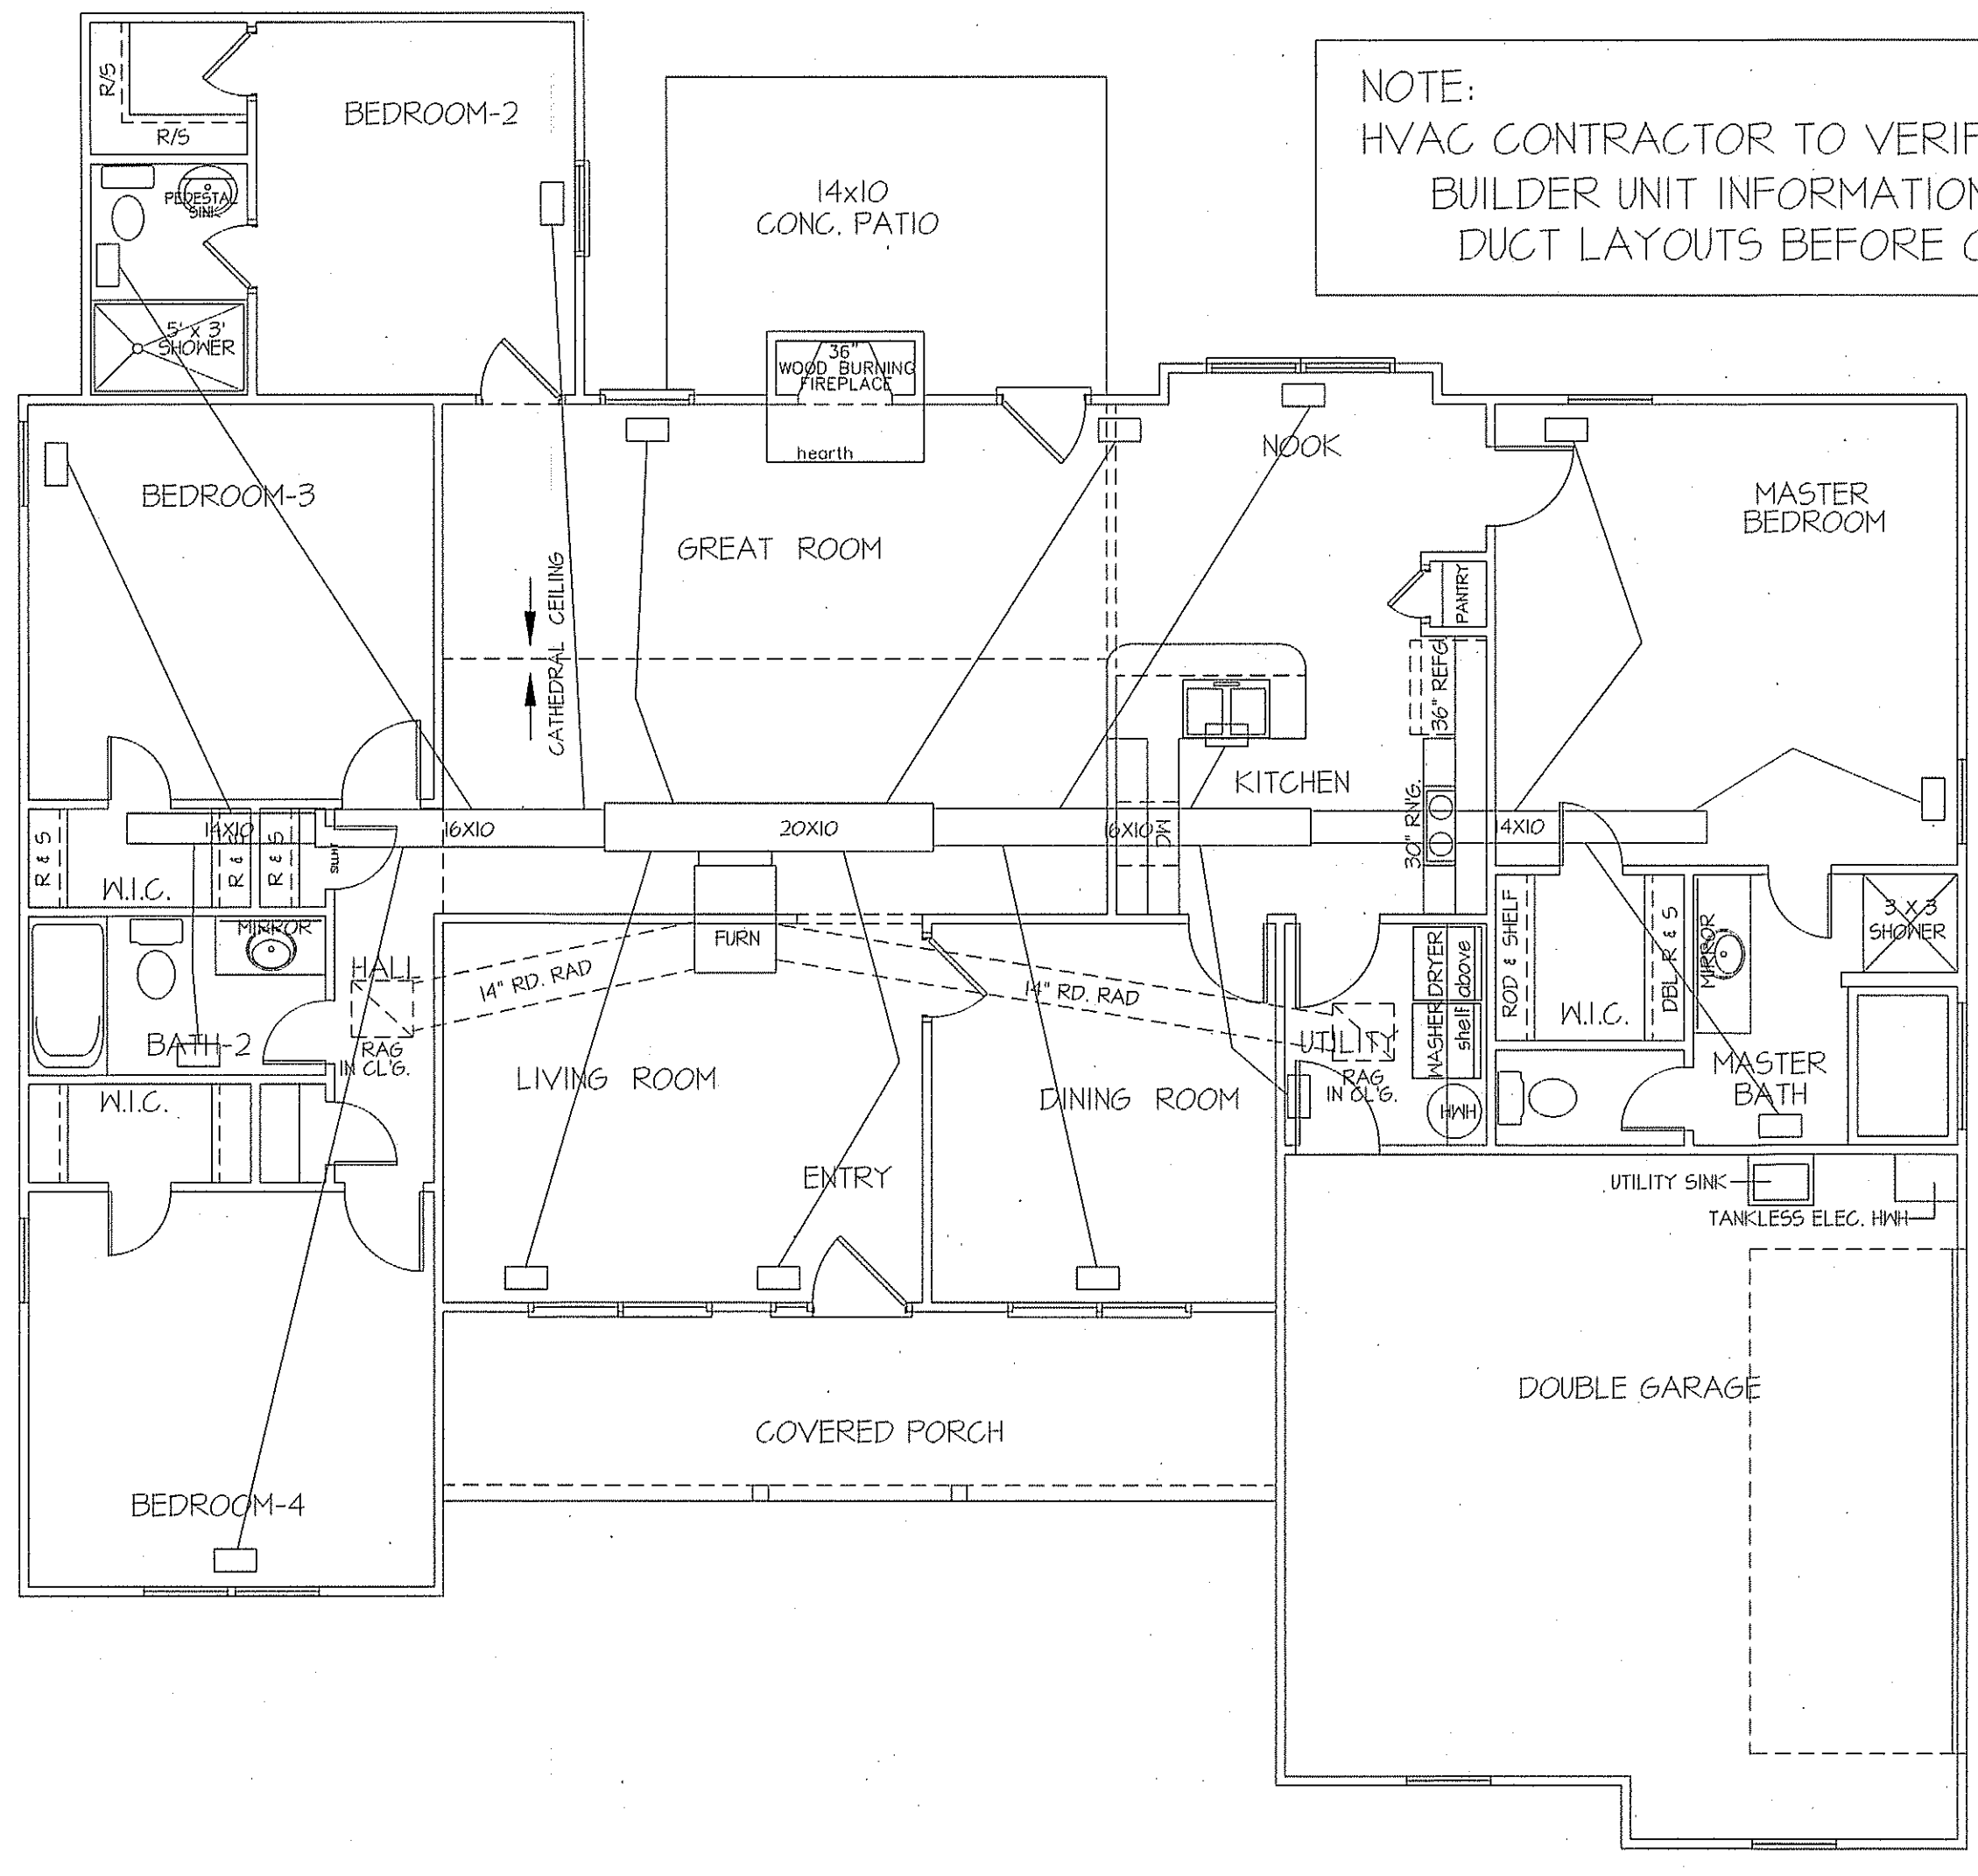 NOTE:
HVAC CONTRACTOR TO VERIF
BUILDER UNIT INFORMATION
DUCT LAYOUTS BEFORE
R/S
R/S
BEDROOM-2
14x10
CONC. PATIO
PEDESTAL
SINK
5' x 3'
SHOWER
36"
WOOD BURNING
FIREPLACE
hearth
NOOK
BEDROOM-3
MASTER
BEDROOM
GREAT ROOM
CATHEDRAL CEILING
PANTRY
36" REFG.
KITCHEN
30" RN'G.
14X10
16X10
20X10
16X10
14X10
MC
R & S
R & S
R & S
W.I.C.
MIRROR
FURN
HALL
14" RD. RAD
14" RD. RAD
RAG
IN CL'G.
BATH-2
W.I.C.
LIVING ROOM
DINING ROOM
ENTRY
UTILITY
RAG
IN CL'G.
DRYER
WASHER
shelf above
HWH
ROD & SHELF
W.I.C.
DBL R & S
MIRROR
3 X 3
SHOWER
MASTER
BATH
UTILITY SINK
TANKLESS ELEC. HWH
DOUBLE GARAGE
COVERED PORCH
BEDROOM-4